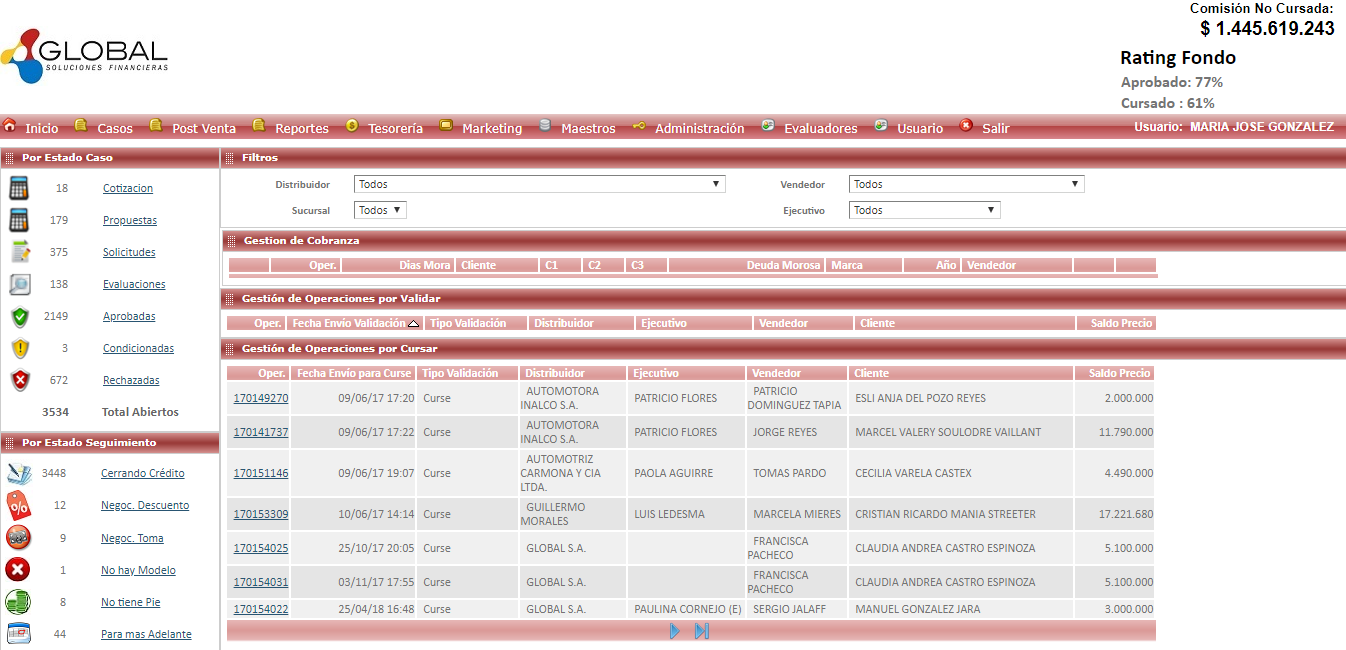 Comisión No Cursada:
$ 1.445.619.243
GLOBAL
SOLUCIONES FINANCIERAS
Rating Fondo
Aprobado: 77%
Cursado : 61%
Inicio Casos Post Venta Reportes Tesorería Marketing Maestros Administración Evaluadores Usuario Salir Usuario: MARIA JOSE GONZALEZ
Por Estado Caso
18 Cotizacion
179 Propuestas
375 Solicitudes
138 Evaluaciones
2149 Aprobadas
3 Condicionadas
672 Rechazadas
3534 Total Abiertos
Por Estado Seguimiento
3448 Cerrando Crédito
12 Negoc. Descuento
9 Negoc. Toma
1 No hay Modelo
8 No tiene Pie
44 Para mas Adelante
Filtros
Distribuidor Todos Vendedor Todos
Sucursal Todos Ejecutivo Todos
Gestion de Cobranza
Oper. Dias Mora Cliente C1 C2 C3 Deuda Morosa Marca Año Vendedor
Gestión de Operaciones por Validar
Oper. Fecha Envío Validación Tipo Validación Distribuidor Ejecutivo Vendedor Cliente Saldo Precio
Gestión de Operaciones por Cursar
Oper. Fecha Envío para Curse Tipo Validación Distribuidor Ejecutivo Vendedor Cliente Saldo Precio
170149270 09/06/17 17:20 Curse AUTOMOTORA INALCO S.A. PATRICIO FLORES PATRICIO DOMINGUEZ TAPIA ESLI ANJA DEL POZO REYES 2.000.000
170141737 09/06/17 17:22 Curse AUTOMOTORA INALCO S.A. PATRICIO FLORES JORGE REYES MARCEL VALERY SOULODRE VAILLANT 11.790.000
170151146 09/06/17 19:07 Curse AUTOMOTRIZ CARMONA Y CIA LTDA. PAOLA AGUIRRE TOMAS PARDO CECILIA VARELA CASTEX 4.490.000
170153309 10/06/17 14:14 Curse GUILLERMO MORALES LUIS LEDESMA MARCELA MIERES CRISTIAN RICARDO MANIA STREETER 17.221.680
170154025 25/10/17 20:05 Curse GLOBAL S.A. FRANCISCA PACHECO CLAUDIA ANDREA CASTRO ESPINOZA 5.100.000
170154031 03/11/17 17:55 Curse GLOBAL S.A. FRANCISCA PACHECO CLAUDIA ANDREA CASTRO ESPINOZA 5.100.000
170154022 25/04/18 16:48 Curse GLOBAL S.A. PAULINA CORNEJO (E) SERGIO JALAFF MANUEL GONZALEZ JARA 3.000.000